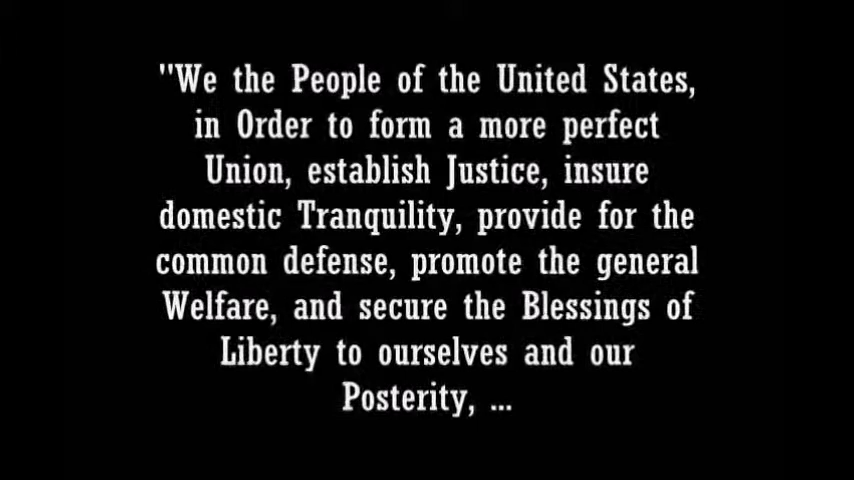 "We the People of the United States,
in Order to form a more perfect
Union, establish Justice, insure
domestic Tranquility, provide for the
common defense, promote the general
Welfare, and secure the Blessings of
Liberty to ourselves and our
Posterity, ...